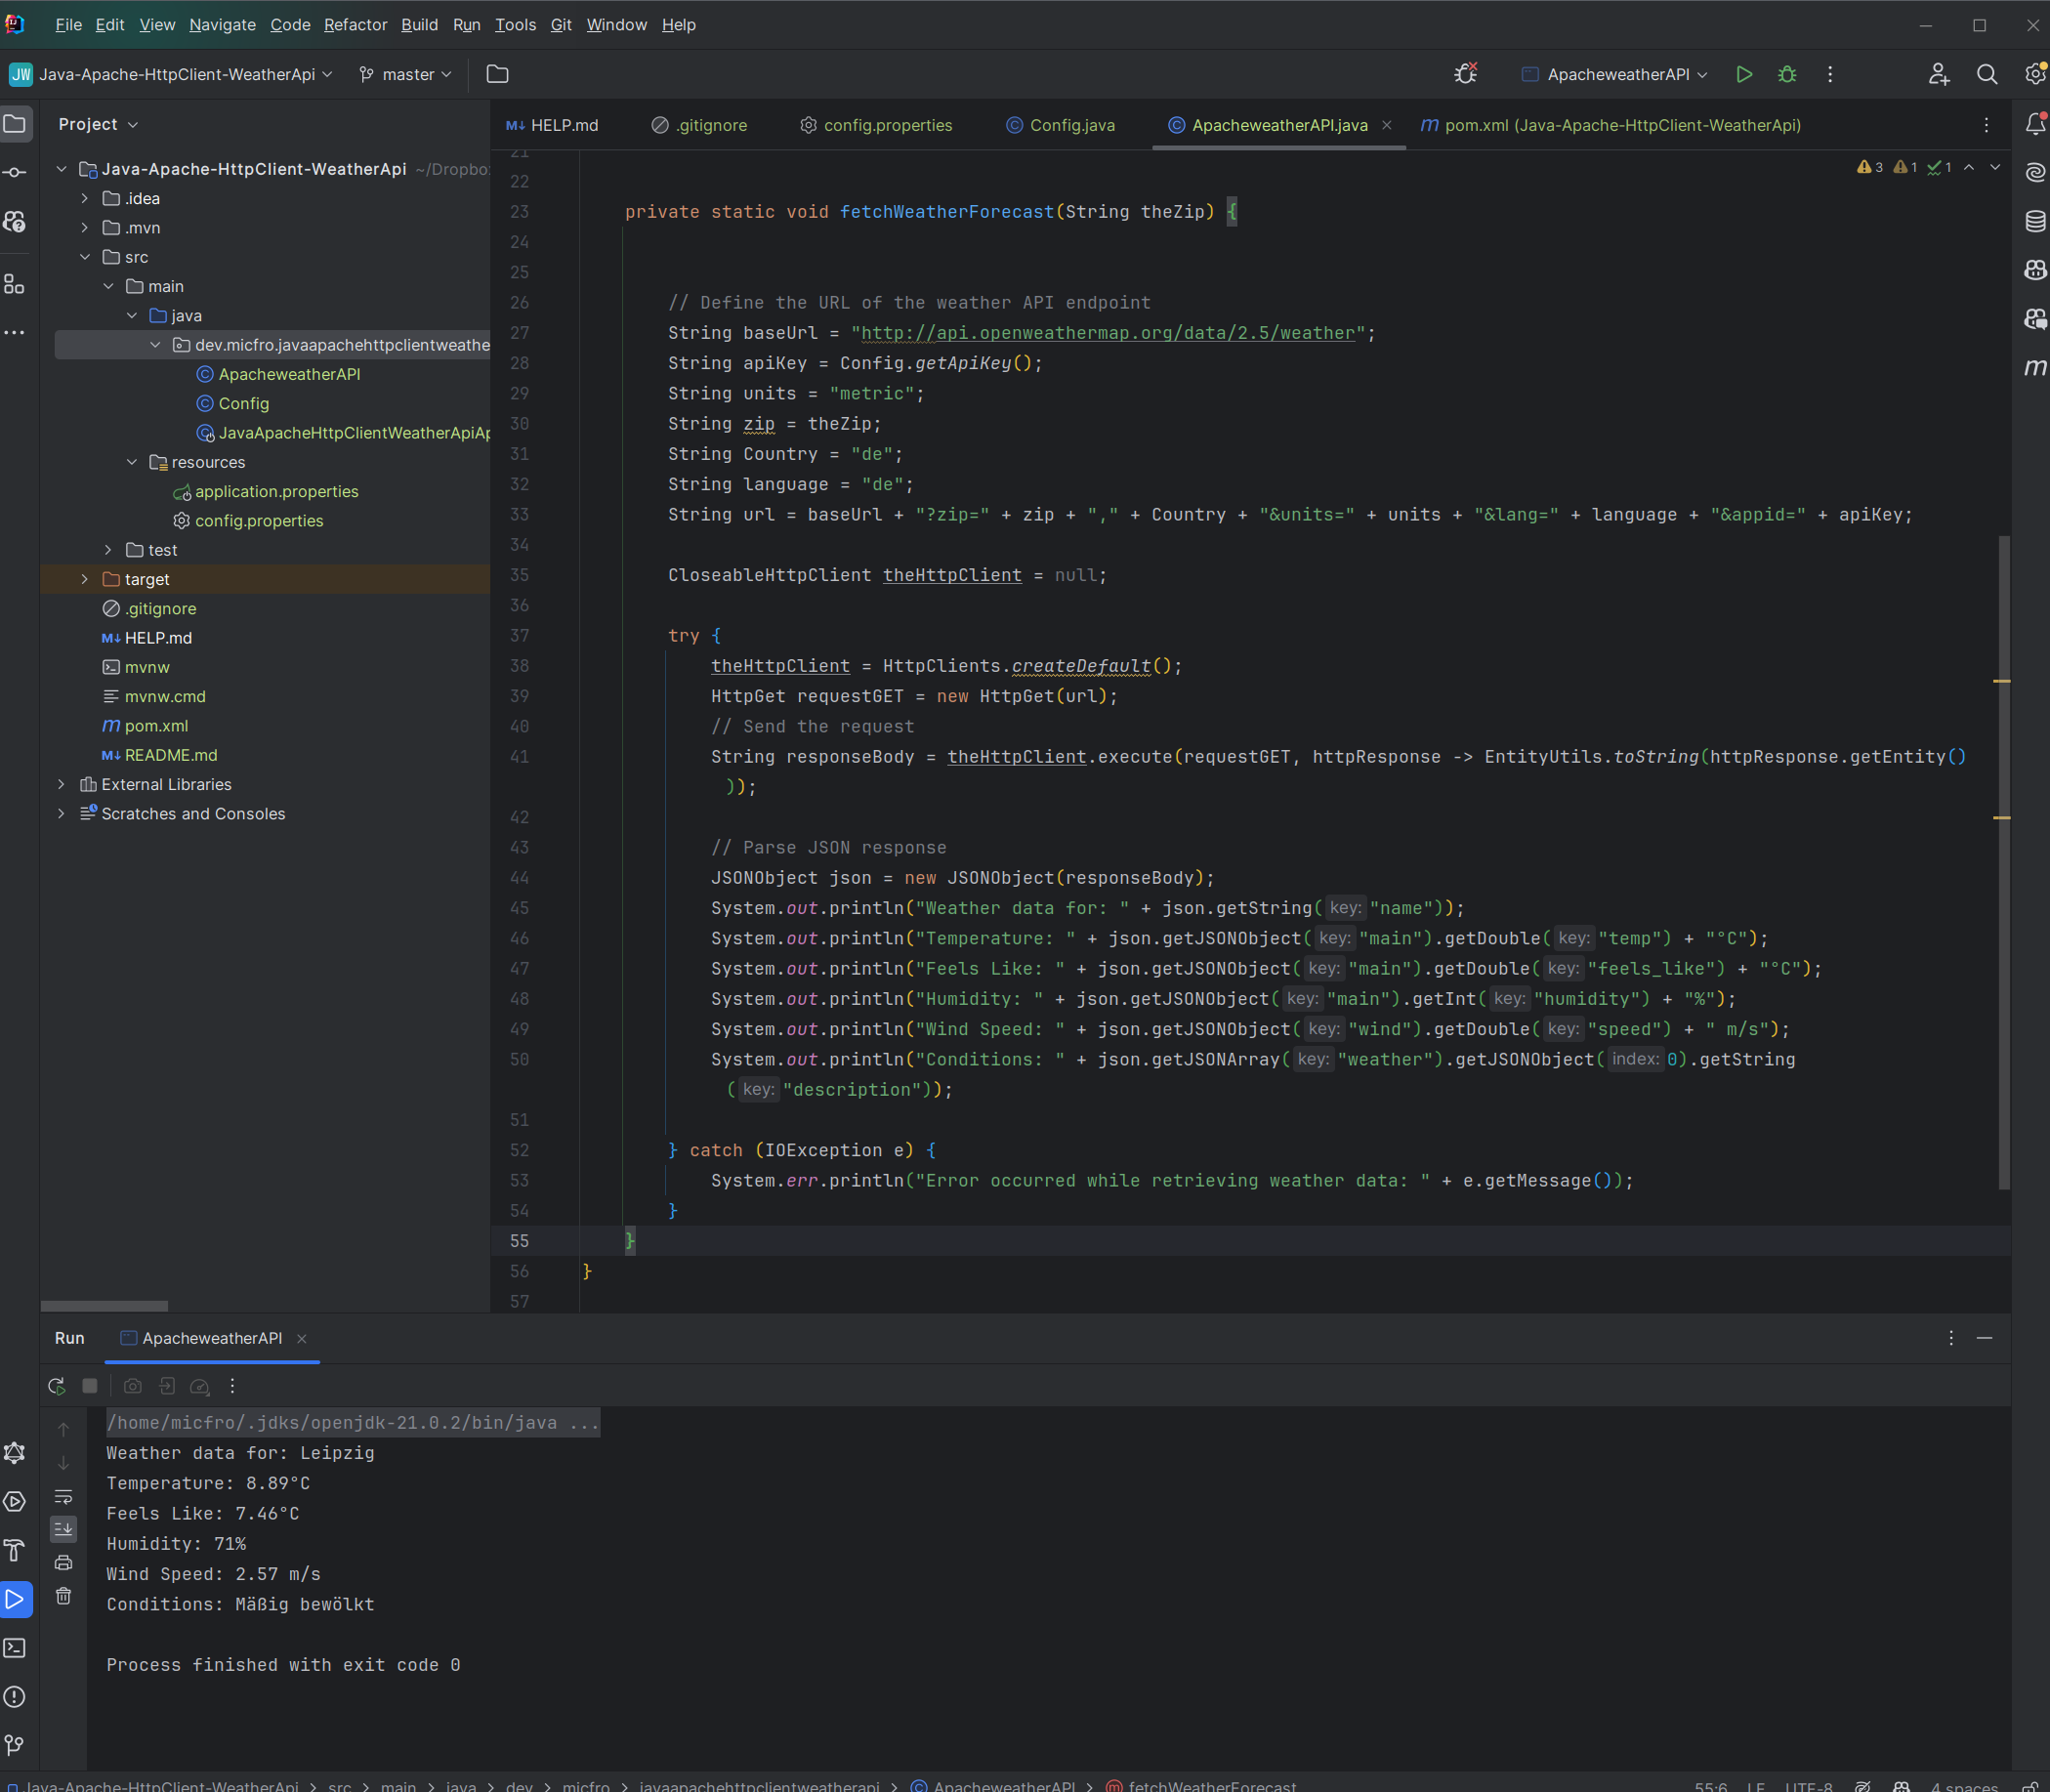 File Edit View Navigate Code Refactor Build Run Tools Git Window Help
JW Java-Apache-HttpClient-WeatherApi master ApacheweatherAPI
Project
Java-Apache-HttpClient-WeatherApi ~/Dropbo
.idea
.mvn
src
main
java
dev.micfro.javaapachehttpclientweathe
ApacheweatherAPI
Config
JavaApacheHttpClientWeatherApiAp
resources
application.properties
config.properties
test
target
.gitignore
M↓ HELP.md
mvnw
mvnw.cmd
m pom.xml
M↓ README.md
External Libraries
Scratches and Consoles
M↓ HELP.md .gitignore config.properties Config.java ApacheweatherAPI.java m pom.xml (Java-Apache-HttpClient-WeatherApi)
3 1 1
21
22
23 private static void fetchWeatherForecast(String theZip) {
24
25
26 // Define the URL of the weather API endpoint
27 String baseUrl = "http://api.openweathermap.org/data/2.5/weather";
28 String apiKey = Config.getApiKey();
29 String units = "metric";
30 String zip = theZip;
31 String Country = "de";
32 String language = "de";
33 String url = baseUrl + "?zip=" + zip + "," + Country + "&units=" + units + "&lang=" + language + "&appid=" + apiKey;
34
35 CloseableHttpClient theHttpClient = null;
36
37 try {
38 theHttpClient = HttpClients.createDefault();
39 HttpGet requestGET = new HttpGet(url);
40 // Send the request
41 String responseBody = theHttpClient.execute(requestGET, httpResponse -> EntityUtils.toString(httpResponse.getEntity()
));
42
43 // Parse JSON response
44 JSONObject json = new JSONObject(responseBody);
45 System.out.println("Weather data for: " + json.getString( key: "name"));
46 System.out.println("Temperature: " + json.getJSONObject( key: "main").getDouble( key: "temp") + "°C");
47 System.out.println("Feels Like: " + json.getJSONObject( key: "main").getDouble( key: "feels_like") + "°C");
48 System.out.println("Humidity: " + json.getJSONObject( key: "main").getInt( key: "humidity") + "%");
49 System.out.println("Wind Speed: " + json.getJSONObject( key: "wind").getDouble( key: "speed") + " m/s");
50 System.out.println("Conditions: " + json.getJSONArray( key: "weather").getJSONObject( index: 0).getString
( key: "description"));
51
52 } catch (IOException e) {
53 System.err.println("Error occurred while retrieving weather data: " + e.getMessage());
54 }
55 }
56 }
57
Run ApacheweatherAPI
/home/micfro/.jdks/openjdk-21.0.2/bin/java ...
Weather data for: Leipzig
Temperature: 8.89°C
Feels Like: 7.46°C
Humidity: 71%
Wind Speed: 2.57 m/s
Conditions: Mäßig bewölkt
Process finished with exit code 0
Java-Apache-HttpClient-WeatherApi > src > main > java > dev > micfro > javaapachehttpclientweatherapi > ApacheweatherAPI > fetchWeatherForecast 55:6 LF UTF-8 4 spaces